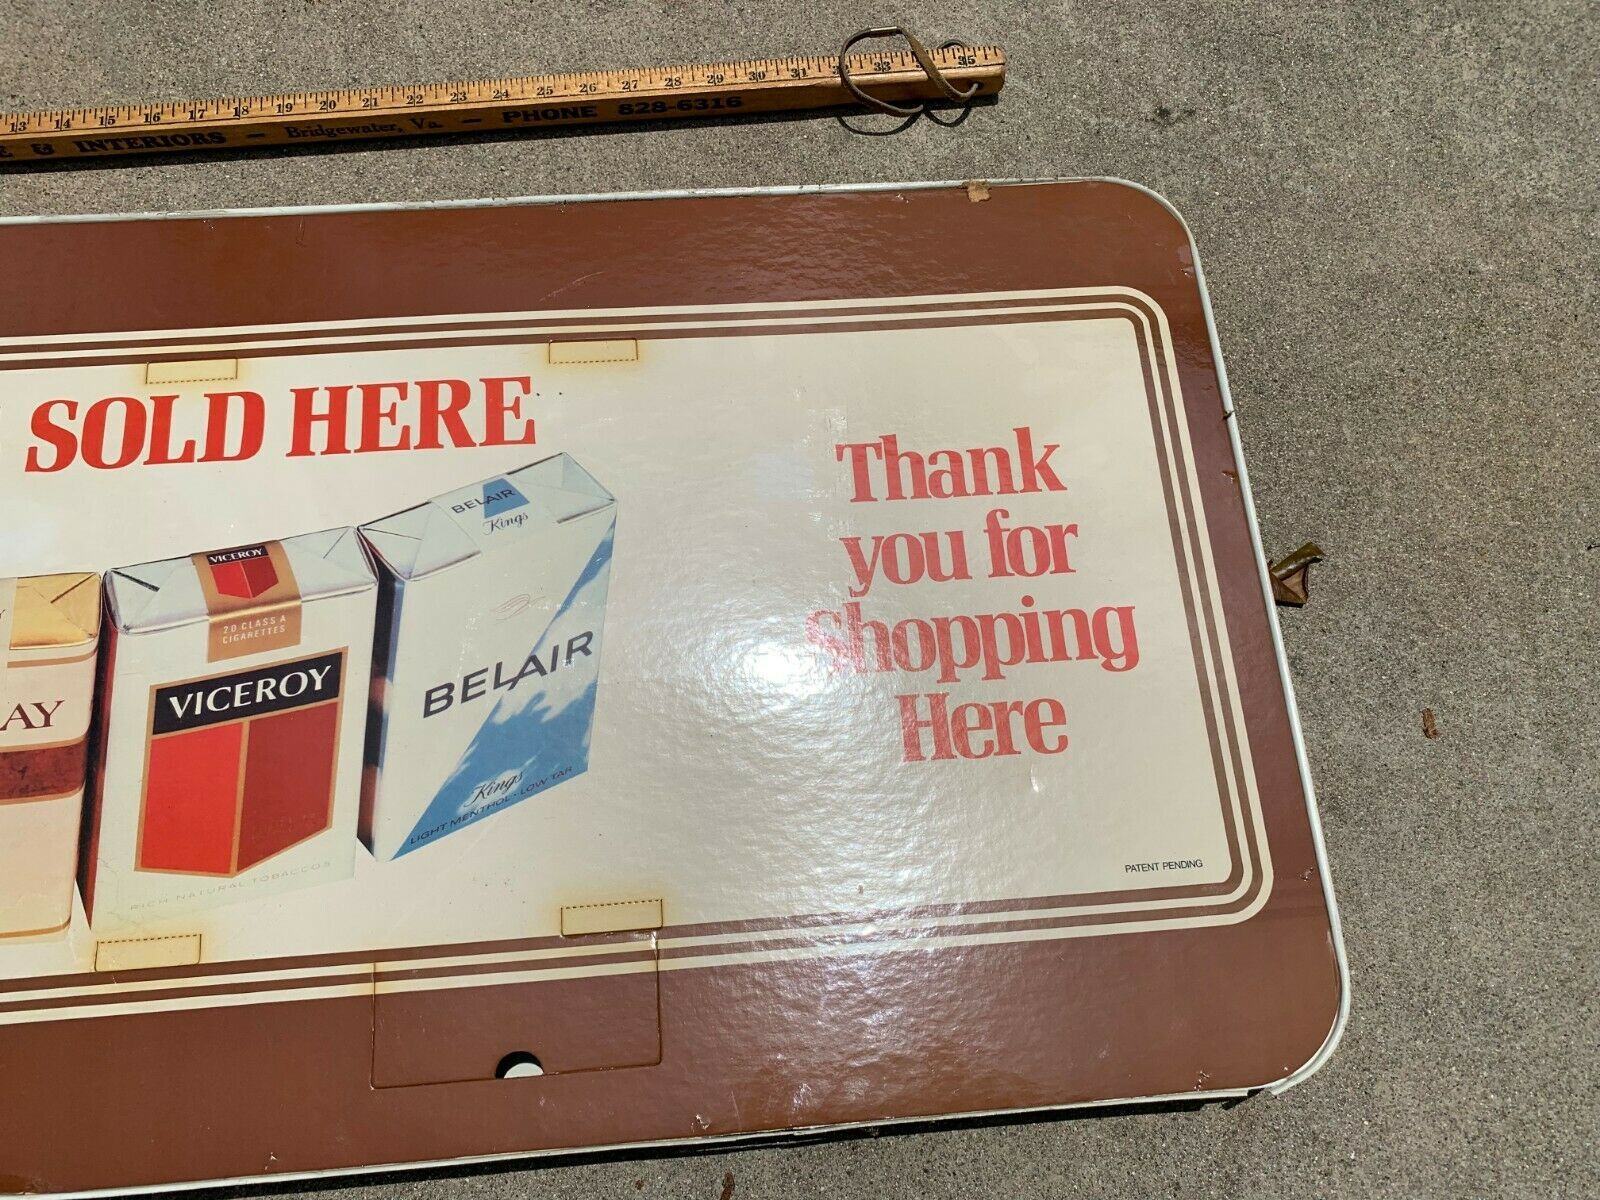 13 14 15 16 17 18 19 20 21 22 23 24 25 26 27 28 29 30 31 33 35
E & INTERIORS - Bridgewater, Va. - PHONE 828-6316
SOLD HERE
BELAIR
Kings
VICEROY
20 CLASS A
CIGARETTES
VICEROY
RICH NATURAL TOBACCOS
BELAIR
Kings
LIGHT MENTHOL • LOW TAR
AY
Thank
you for
Shopping
Here
PATENT PENDING